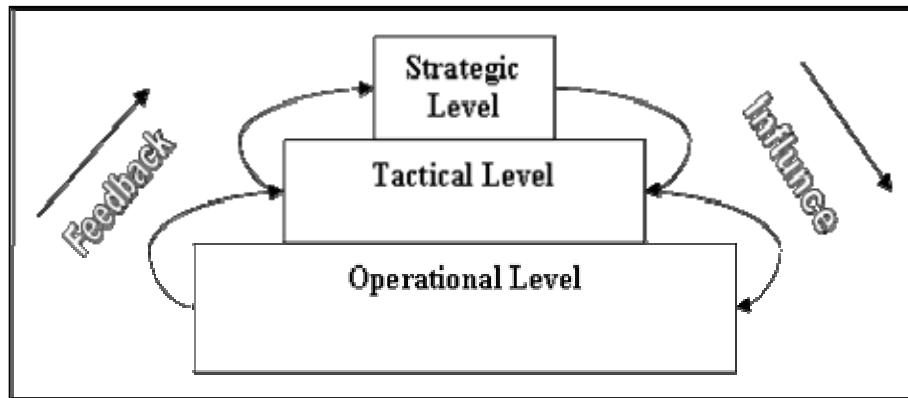 Strategic
Level
Feedback
Influnce
Tactical Level
Operational Level